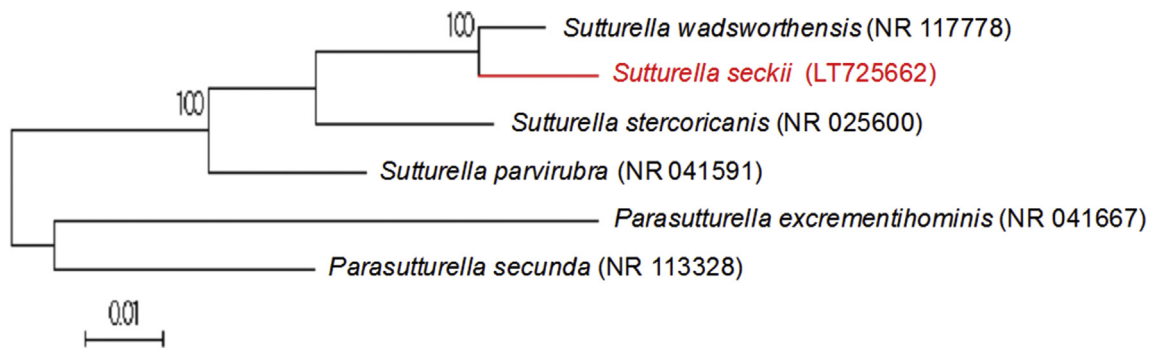 100
Sutturella wadsworthensis (NR 117778)
Sutturella seckii (LT725662)
100
Sutturella stercoricanis (NR 025600)
Sutturella parvirubra (NR 041591)
Parasutturella excrementihominis (NR 041667)
Parasutturella secunda (NR 113328)
0.01